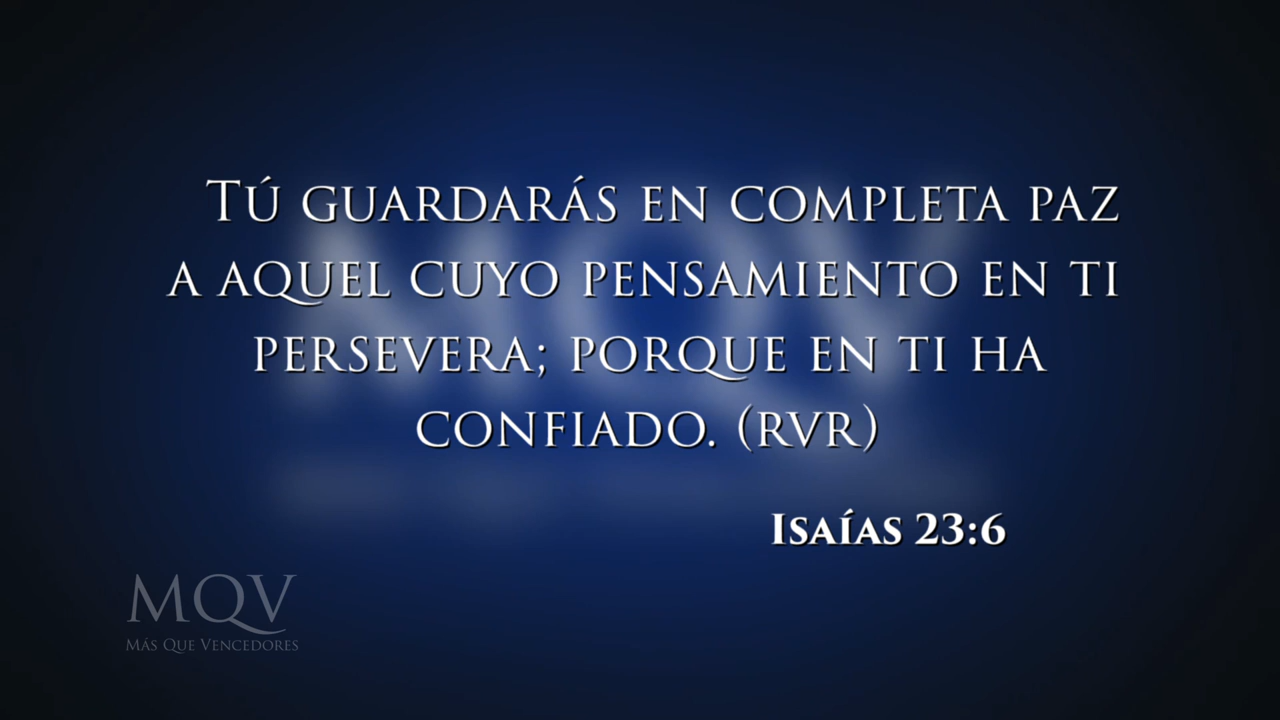 Tú guardarás en completa paz
a aquel cuyo pensamiento en ti
persevera; porque en ti ha
confiado. (rvr)
Isaías 23:6
MQV
Más Que Vencedores